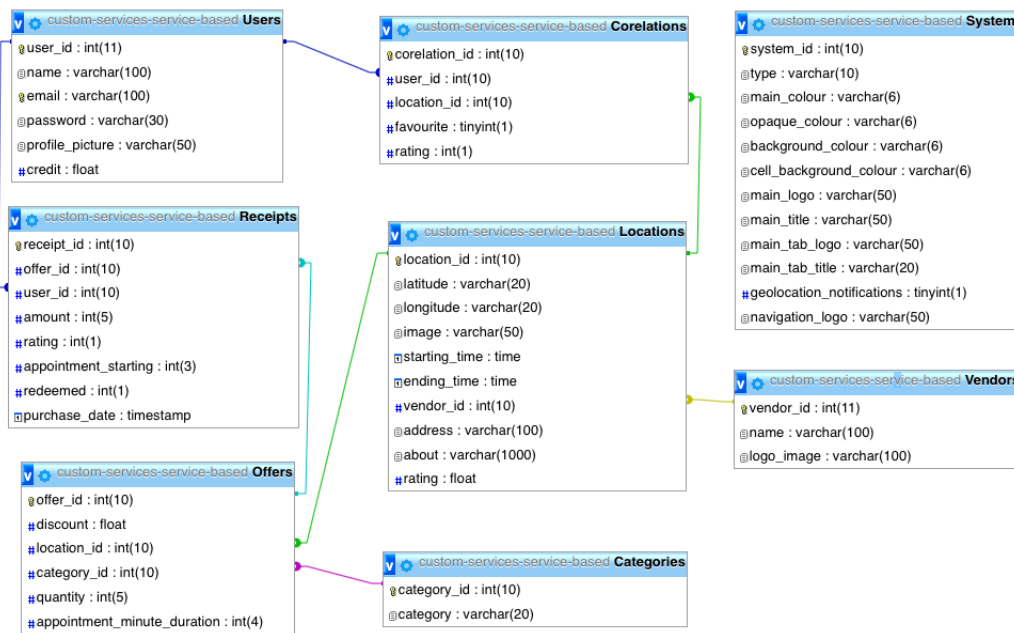 custom-services-service-based Users
user_id : int(11)
name : varchar(100)
email : varchar(100)
password : varchar(30)
profile_picture : varchar(50)
credit : float
custom-services-service-based Corelations
corelation_id : int(10)
user_id : int(10)
location_id : int(10)
favourite : tinyint(1)
rating : int(1)
custom-services-service-based System
system_id : int(10)
type : varchar(10)
main_colour : varchar(6)
opaque_colour : varchar(6)
background_colour : varchar(6)
cell_background_colour : varchar(6)
main_logo : varchar(50)
main_title : varchar(50)
main_tab_logo : varchar(50)
main_tab_title : varchar(20)
geolocation_notifications : tinyint(1)
navigation_logo : varchar(50)
custom-services-service-based Receipts
receipt_id : int(10)
offer_id : int(10)
user_id : int(10)
amount : int(5)
rating : int(1)
appointment_starting : int(3)
redeemed : int(1)
purchase_date : timestamp
custom-services-service-based Locations
location_id : int(10)
latitude : varchar(20)
longitude : varchar(20)
image : varchar(50)
starting_time : time
ending_time : time
vendor_id : int(10)
address : varchar(100)
about : varchar(1000)
rating : float
custom-services-service-based Vendors
vendor_id : int(11)
name : varchar(100)
logo_image : varchar(100)
custom-services-service-based Offers
offer_id : int(10)
discount : float
location_id : int(10)
category_id : int(10)
quantity : int(5)
appointment_minute_duration : int(4)
custom-services-service-based Categories
category_id : int(10)
category : varchar(20)